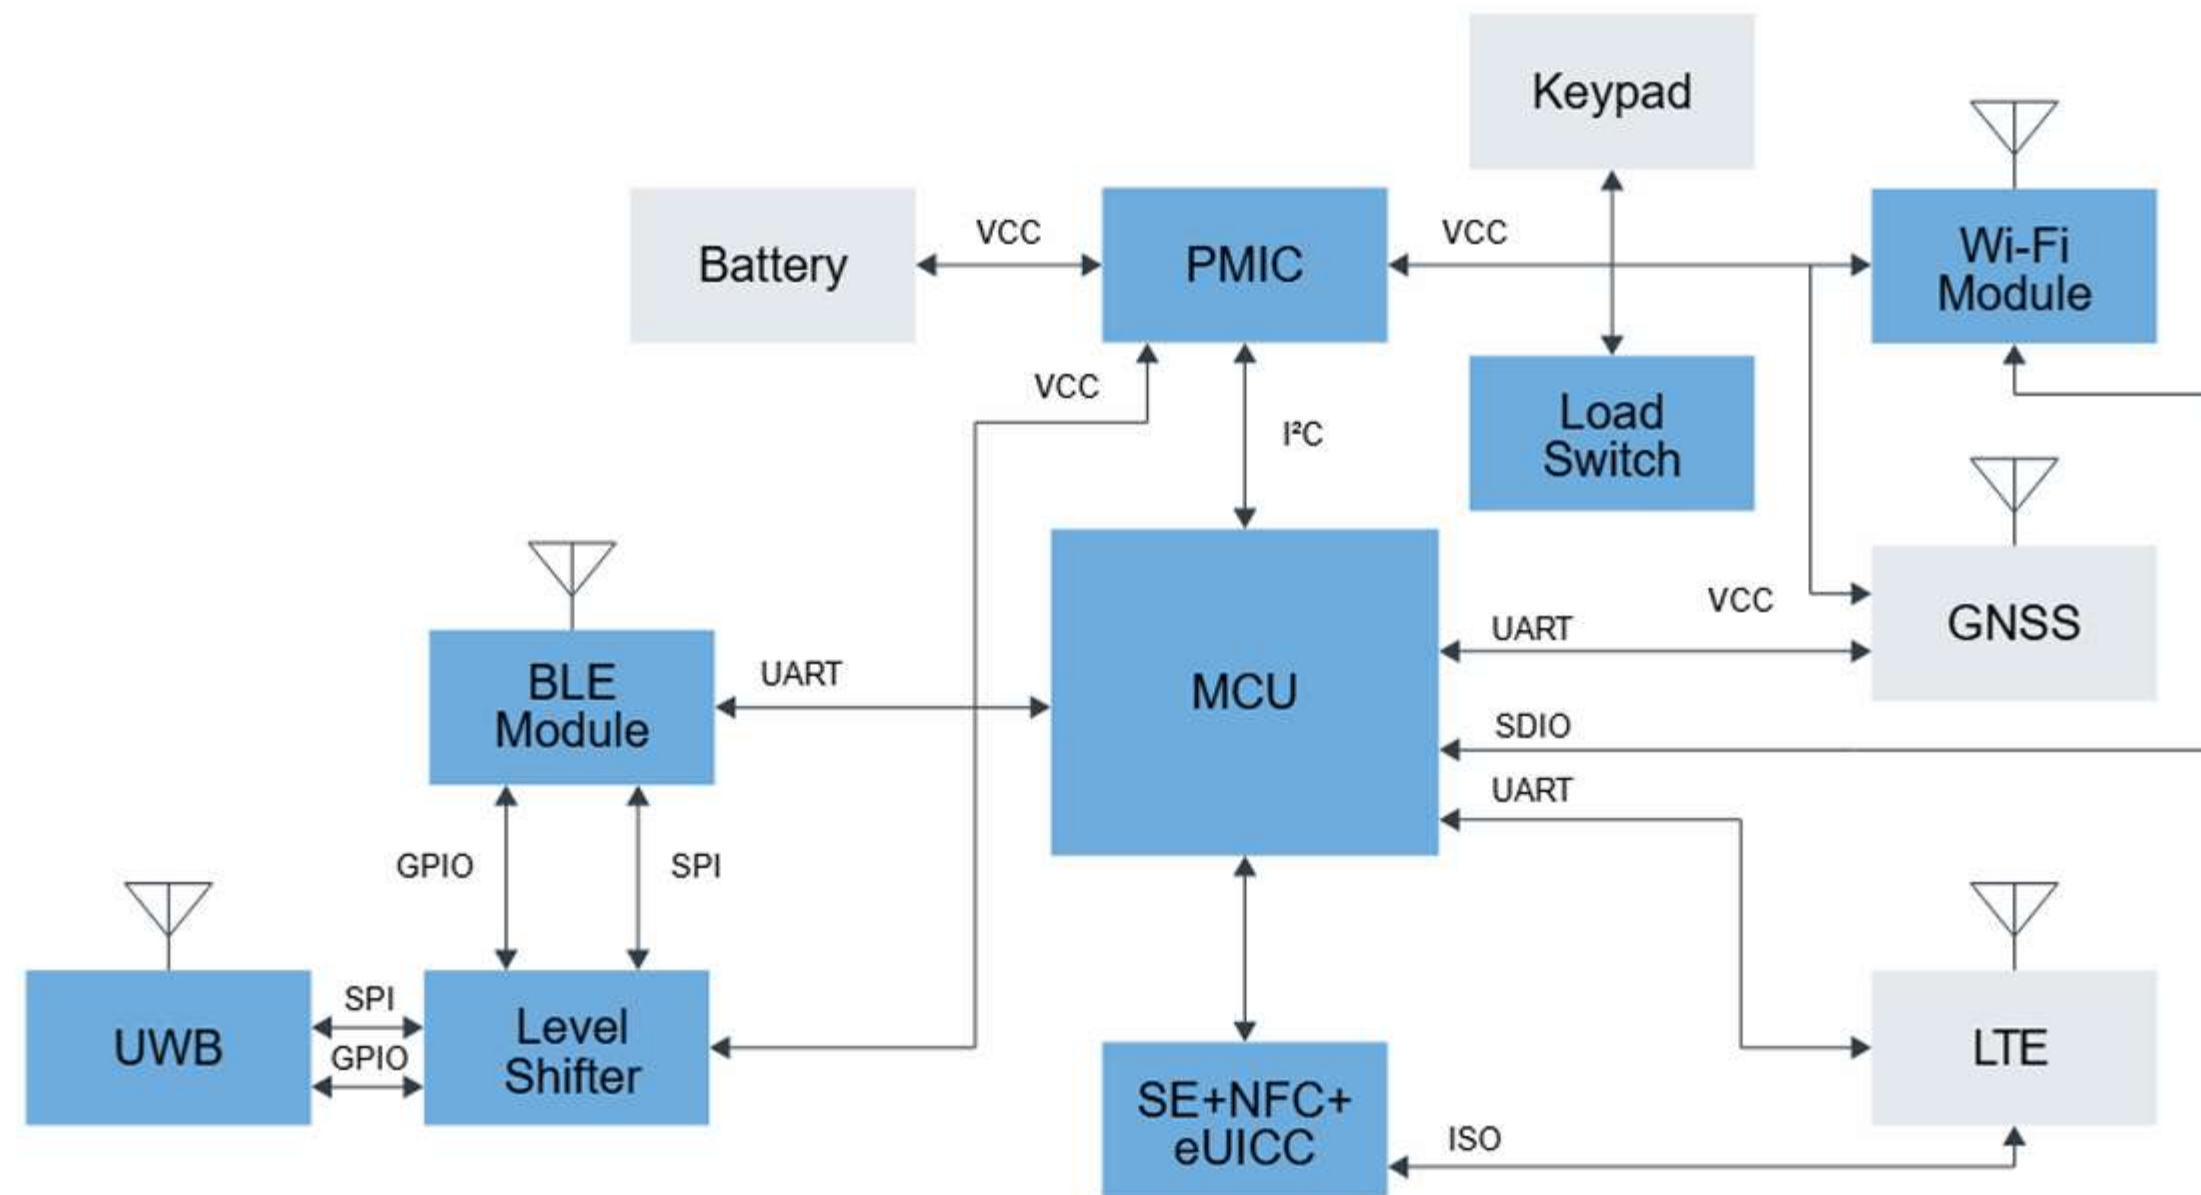 Keypad
Battery
VCC
PMIC
VCC
Wi-Fi
Module
VCC
I²C
Load
Switch
BLE
Module
UART
MCU
UART
VCC
GNSS
SDIO
UART
GPIO
SPI
UWB
SPI
GPIO
Level
Shifter
SE+NFC+
eUICC
ISO
LTE